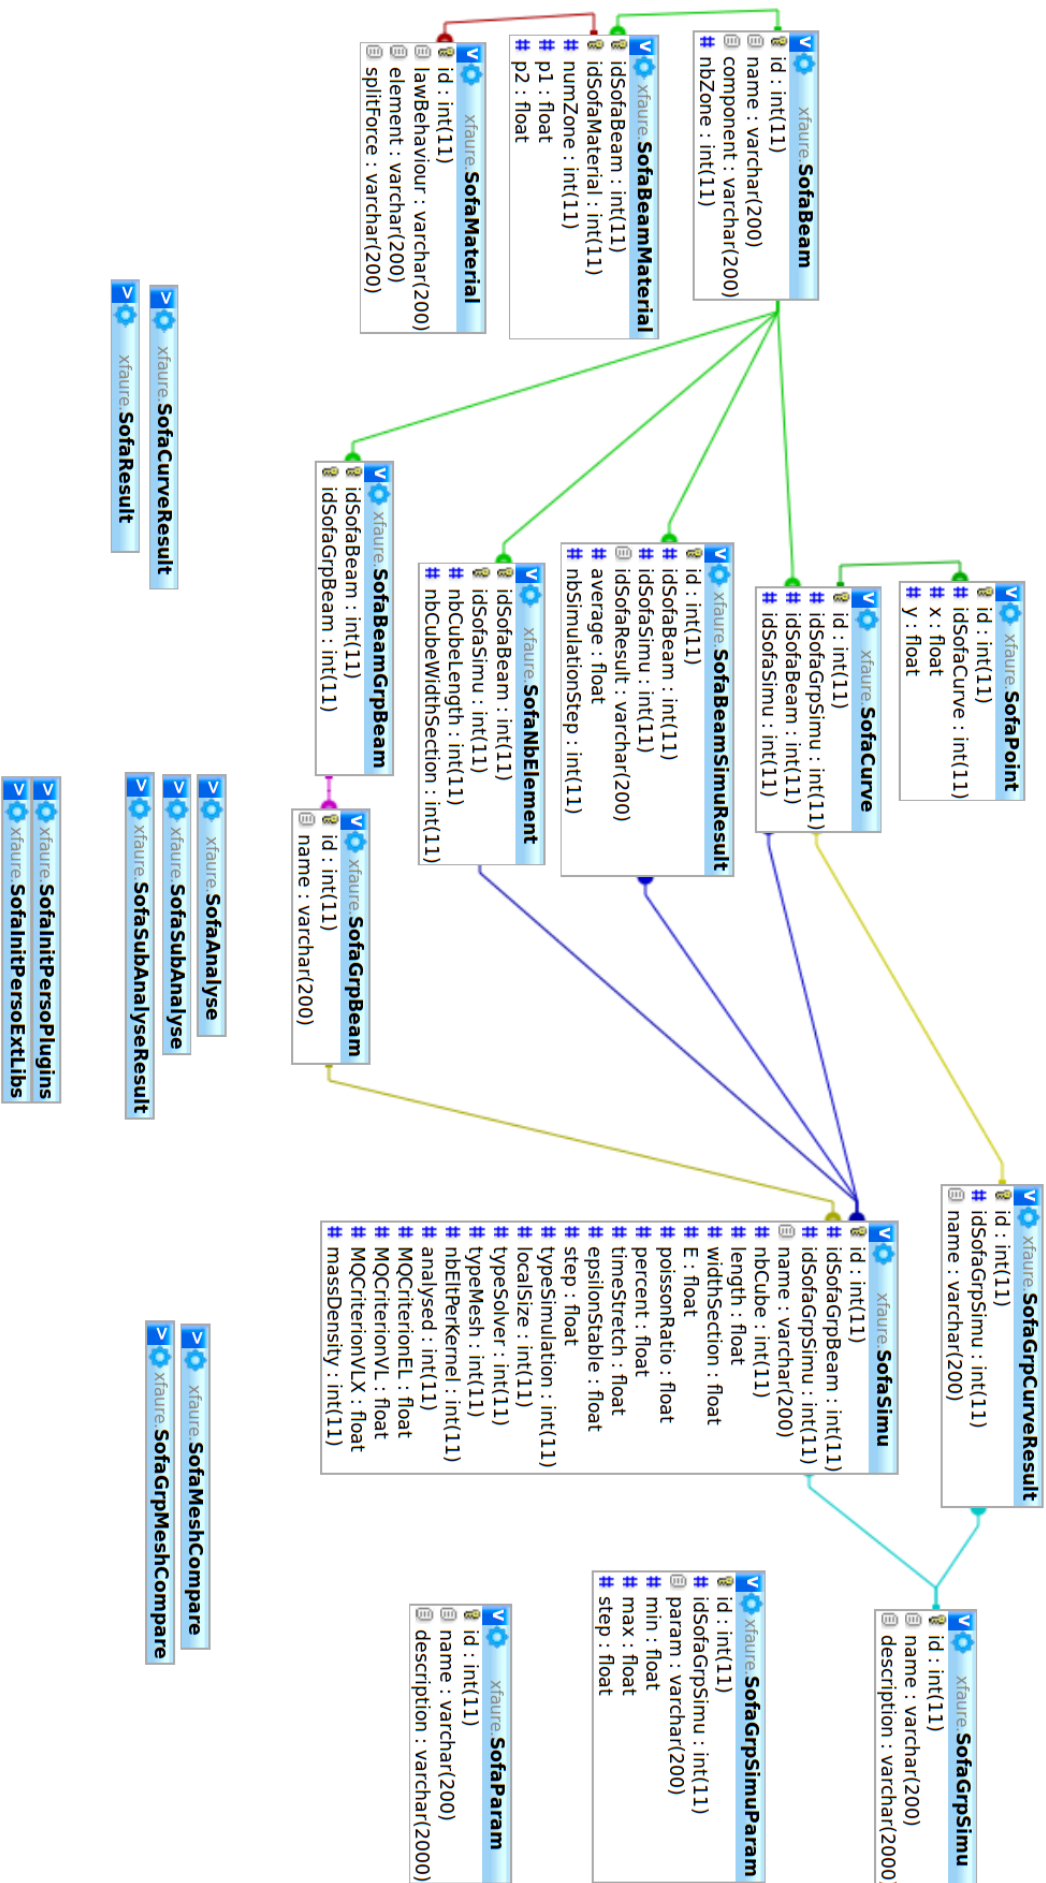 xfaure.SofaBeam
id : int(11)
name : varchar(200)
component : varchar(200)
nbZone : int(11)
xfaure.SofaBeamMaterial
idSofaBeam : int(11)
idSofaMaterial : int(11)
numZone : int(11)
p1 : float
p2 : float
xfaure.SofaMaterial
id : int(11)
lawBehaviour : varchar(200)
element : varchar(200)
splitForce : varchar(200)
xfaure.SofaCurveResult
xfaure.SofaResult
xfaure.SofaPoint
id : int(11)
idSofaCurve : int(11)
x : float
y : float
xfaure.SofaCurve
id : int(11)
idSofaGrpSimu : int(11)
idSofaBeam : int(11)
idSofaSimu : int(11)
xfaure.SofaBeamSimuResult
id : int(11)
idSofaBeam : int(11)
idSofaSimu : int(11)
idSofaResult : varchar(200)
average : float
nbSimulationStep : int(11)
xfaure.SofaNbElement
idSofaBeam : int(11)
idSofaSimu : int(11)
nbCubeLength : int(11)
nbCubeWidthSection : int(11)
xfaure.SofaBeamGrpBeam
idSofaBeam : int(11)
idSofaGrpBeam : int(11)
xfaure.SofaGrpBeam
id : int(11)
name : varchar(200)
xfaure.SofaAnalyse
xfaure.SofaSubAnalyse
xfaure.SofaSubAnalyseResult
xfaure.SofaInitPersoPlugins
xfaure.SofaInitPersoExtLibs
xfaure.SofaGrpCurveResult
id : int(11)
idSofaGrpSimu : int(11)
name : varchar(200)
xfaure.SofaSimu
id : int(11)
idSofaGrpBeam : int(11)
idSofaGrpSimu : int(11)
name : varchar(200)
nbCube : int(11)
length : float
widthSection : float
E : float
poissonRatio : float
percent : float
timeStretch : float
epsilonStable : float
step : float
typeSimulation : int(11)
localSize : int(11)
typeSolver : int(11)
typeMesh : int(11)
nbEltPerKernel : int(11)
analysed : int(11)
MQCriterionEL : float
MQCriterionVL : float
MQCriterionVLX : float
massDensity : int(11)
xfaure.SofaMeshCompare
xfaure.SofaGrpMeshCompare
xfaure.SofaGrpSimu
id : int(11)
name : varchar(200)
description : varchar(2000)
xfaure.SofaGrpSimuParam
id : int(11)
idSofaGrpSimu : int(11)
param : varchar(200)
min : float
max : float
step : float
xfaure.SofaParam
id : int(11)
name : varchar(200)
description : varchar(2000)